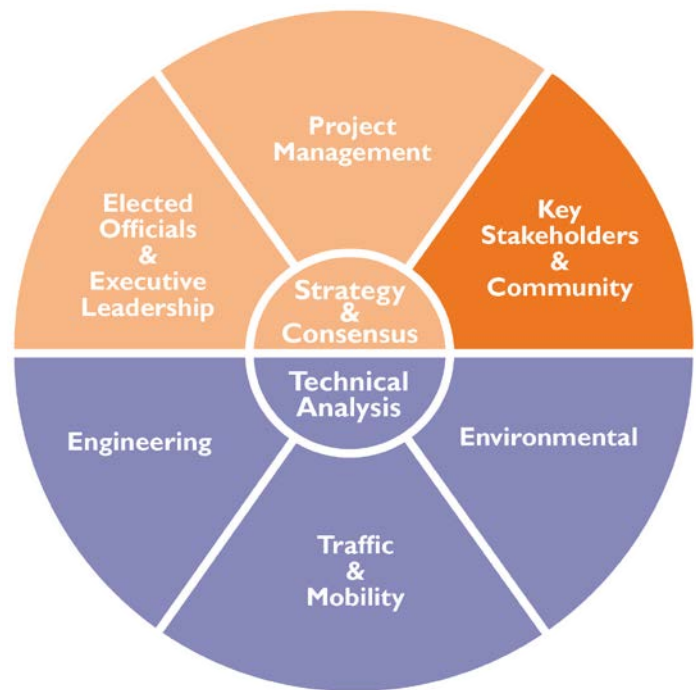 Project
Management
Elected
Officials
&
Executive
Leadership
Key
Stakeholders
&
Community
Strategy
&
Consensus
Technical
Analysis
Engineering
Environmental
Traffic
&
Mobility